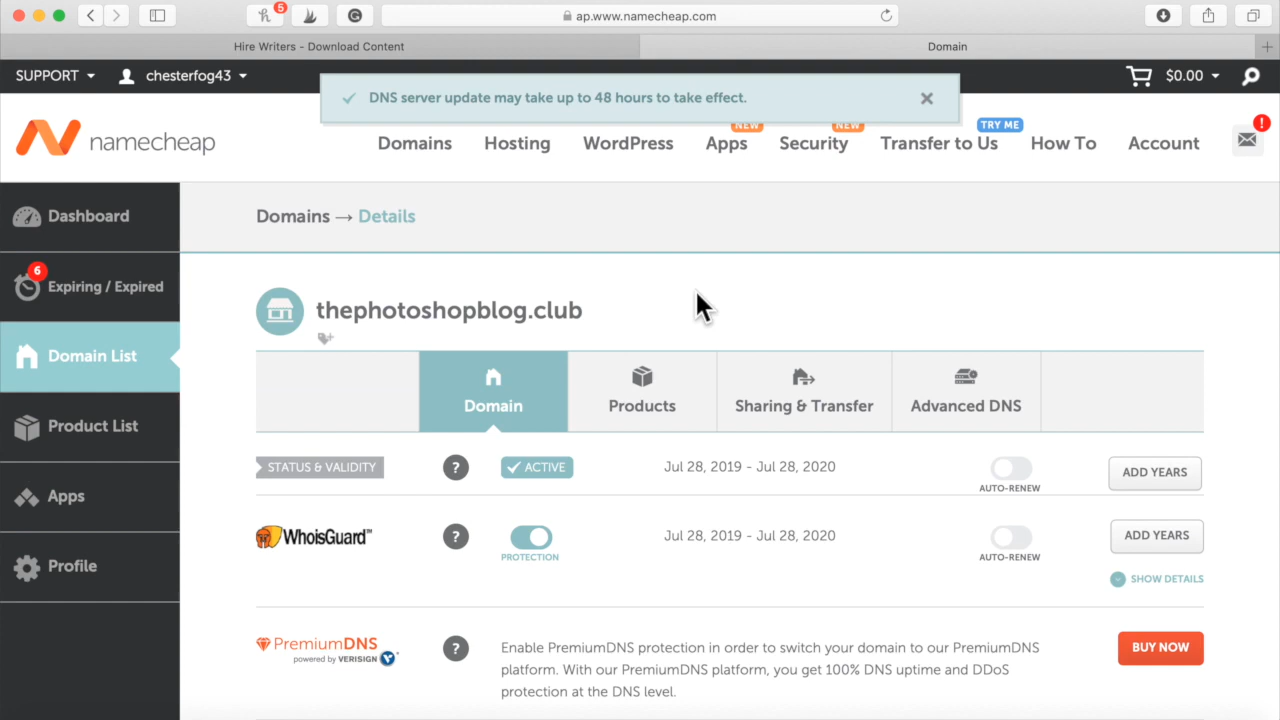 5
ap.www.namecheap.com
Hire Writers - Download Content
Domain
SUPPORT
chesterfog43
$0.00
DNS server update may take up to 48 hours to take effect.
namecheap
Domains
Hosting
WordPress
NEW
Apps
NEW
Security
TRY ME
Transfer to Us
How To
Account
!
Dashboard
6
Expiring / Expired
Domain List
Product List
Apps
Profile
Domains → Details
thephotoshopblog.club
Domain
Products
Sharing & Transfer
Advanced DNS
STATUS & VALIDITY
?
ACTIVE
Jul 28, 2019 - Jul 28, 2020
AUTO-RENEW
ADD YEARS
WhoisGuard™
?
PROTECTION
Jul 28, 2019 - Jul 28, 2020
AUTO-RENEW
ADD YEARS
SHOW DETAILS
PremiumDNS
powered by VERISIGN
?
Enable PremiumDNS protection in order to switch your domain to our PremiumDNS
platform. With our PremiumDNS platform, you get 100% DNS uptime and DDoS
protection at the DNS level.
BUY NOW